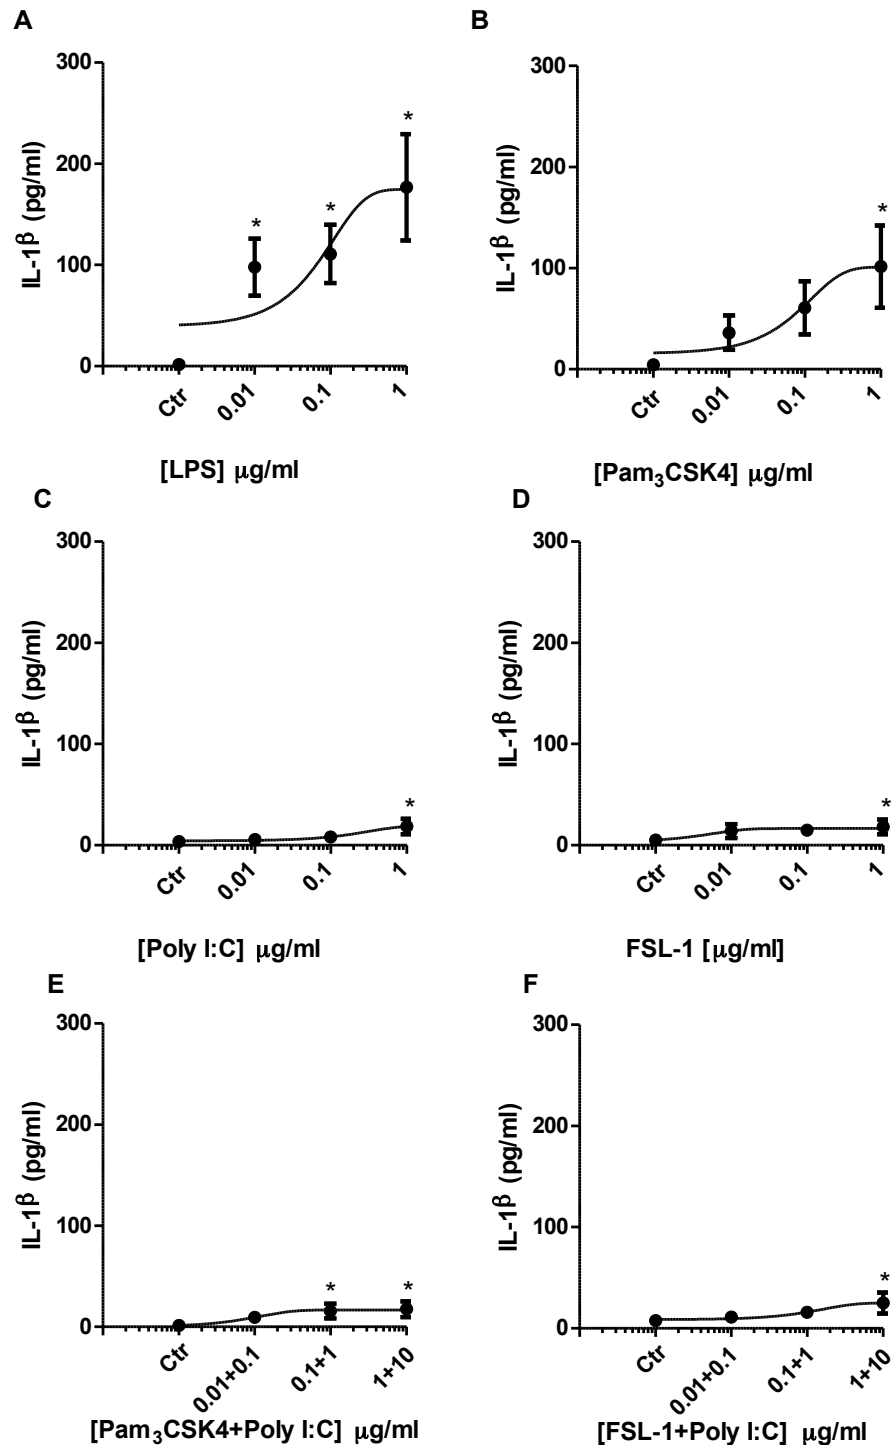 A
300
200
100
0
IL-1β (pg/ml)
*
*
*
Ctr
0.01
0.1
1
[LPS] μg/ml
B
300
200
100
0
IL-1β (pg/ml)
*
Ctr
0.01
0.1
1
[Pam3CSK4] μg/ml
C
300
200
100
0
IL-1β (pg/ml)
*
Ctr
0.01
0.1
1
[Poly I:C] μg/ml
D
300
200
100
0
IL-1β (pg/ml)
*
Ctr
0.01
0.1
1
FSL-1 [μg/ml]
E
300
200
100
0
IL-1β (pg/ml)
*
*
Ctr
0.01+0.1
0.1+1
1+10
[Pam3CSK4+Poly I:C] μg/ml
F
300
200
100
0
IL-1β (pg/ml)
*
Ctr
0.01+0.1
0.1+1
1+10
[FSL-1+Poly I:C] μg/ml